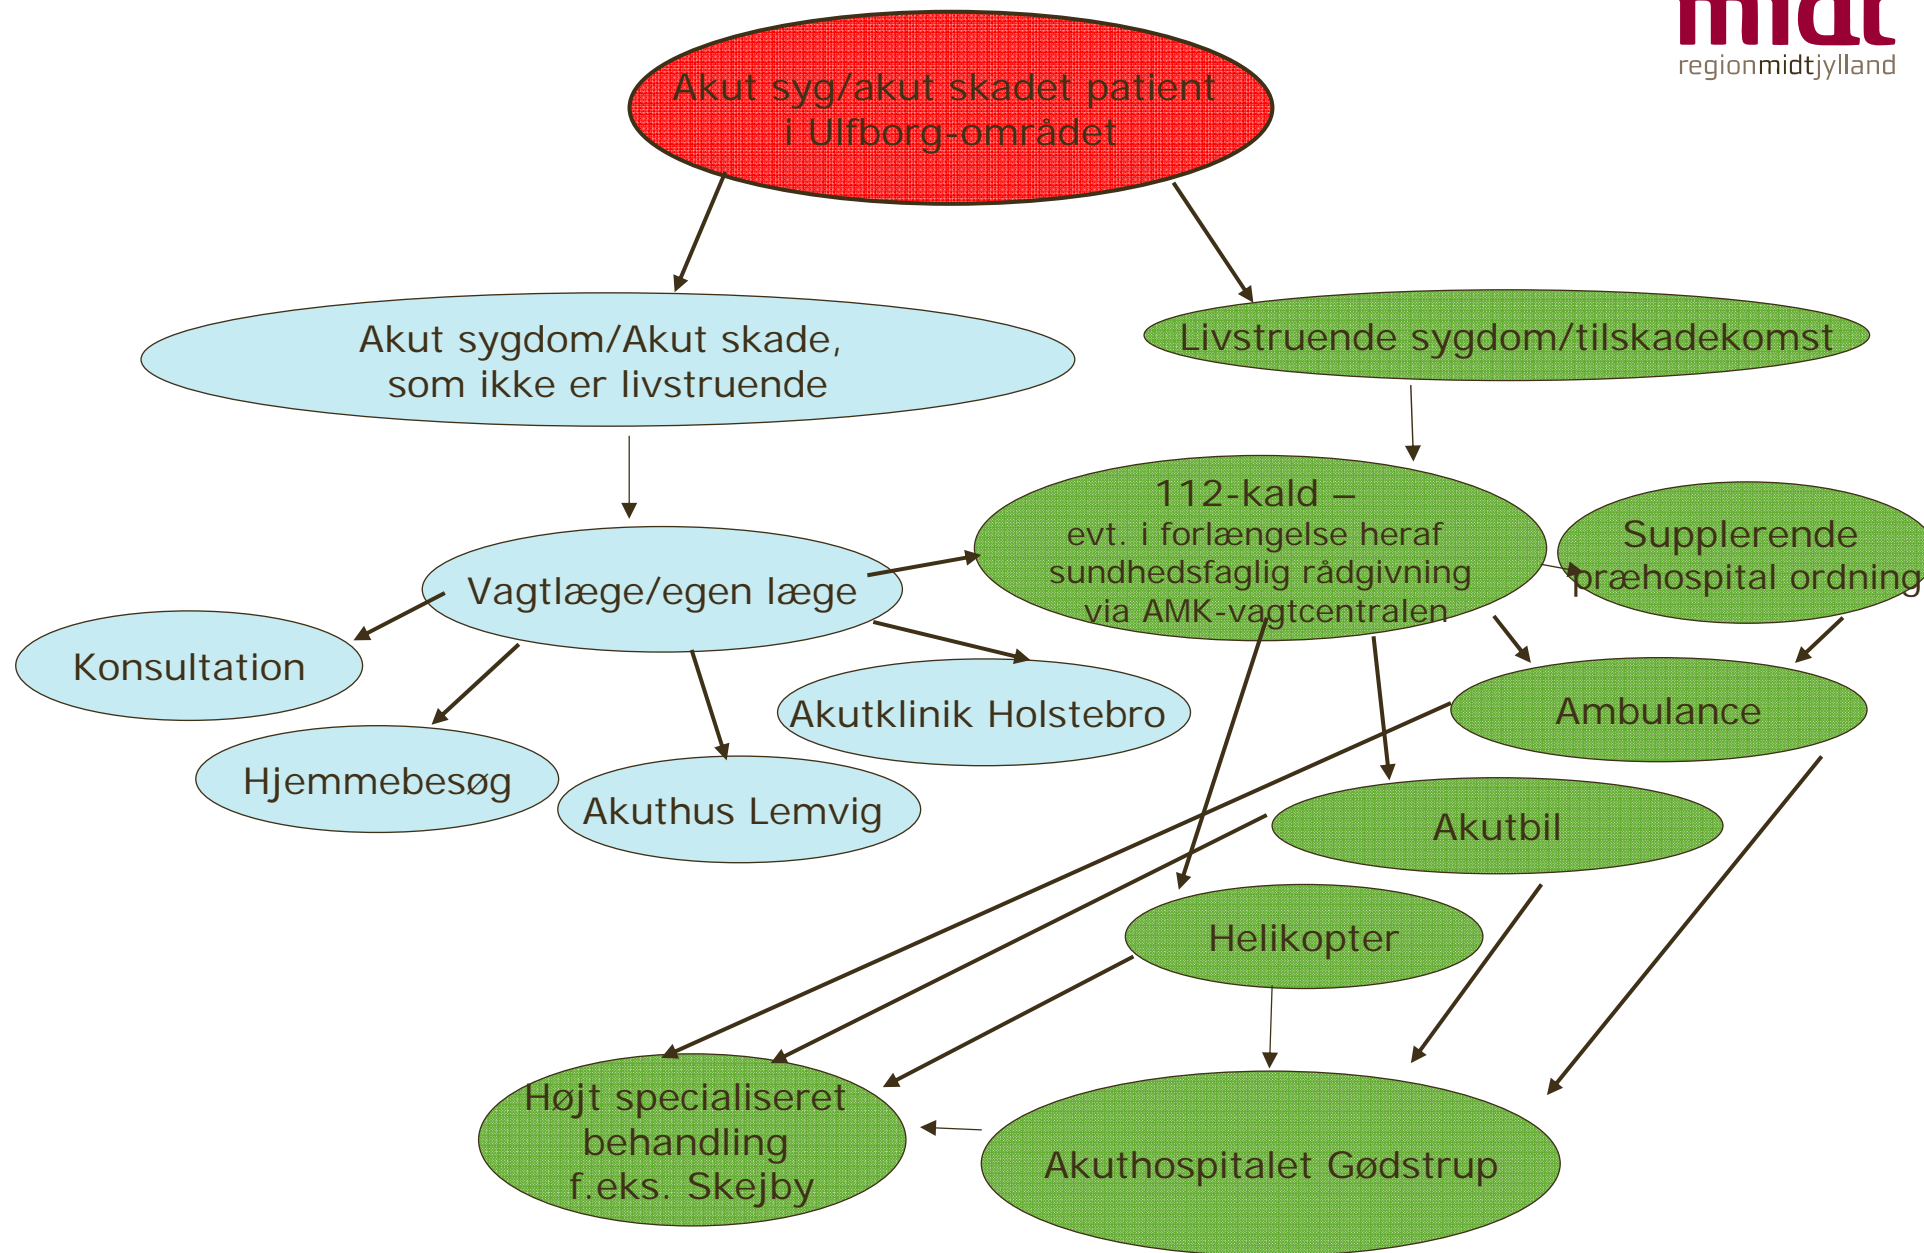 midt
regionmidtjylland
Akut syg/akut skadet patient
i Ulfborg-området
Akut sygdom/Akut skade,
som ikke er livstruende
Livstruende sygdom/tilskadekomst
112-kald –
evt. i forlængelse heraf
sundhedsfaglig rådgivning
via AMK-vagtcentralen
Supplerende
præhospital ordning
Vagtlæge/egen læge
Konsultation
Hjemmebesøg
Akuthus Lemvig
Akutklinik Holstebro
Ambulance
Akutbil
Helikopter
Højt specialiseret
behandling
f.eks. Skejby
Akuthospitalet Gødstrup